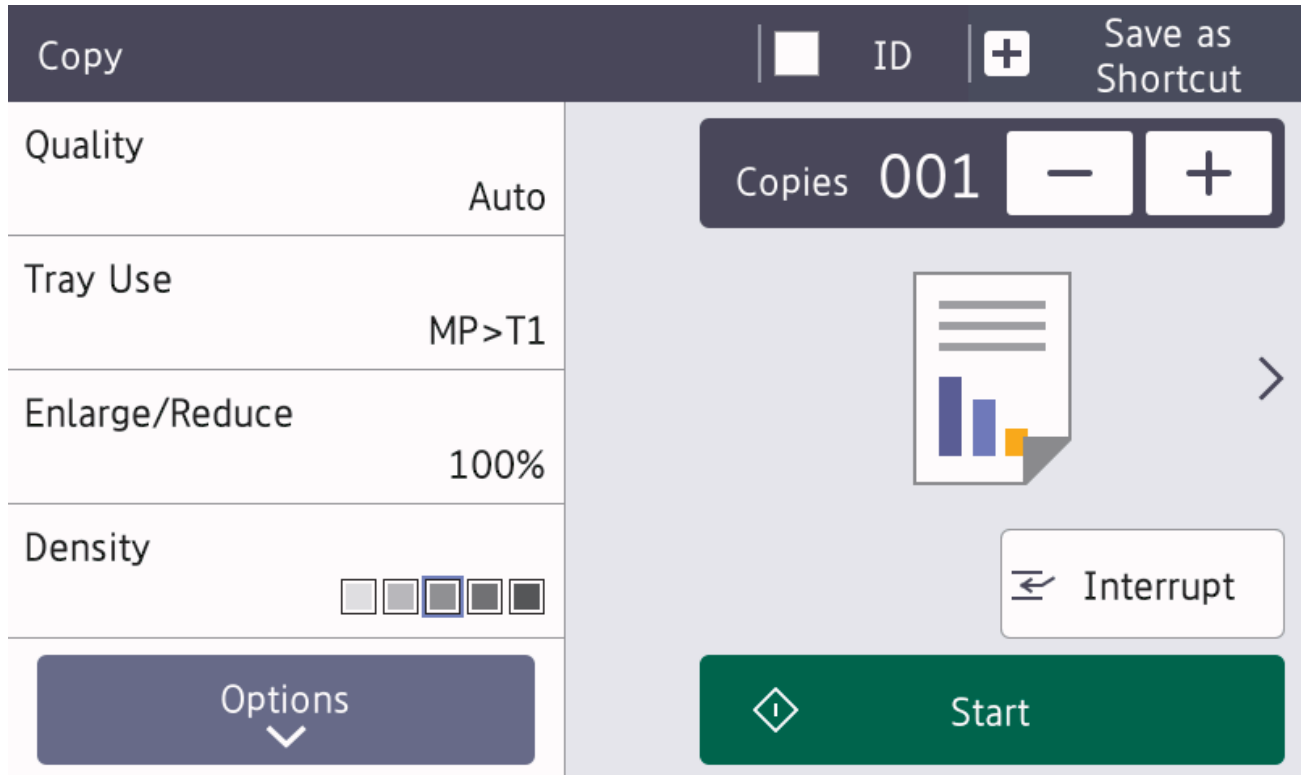 Copy
ID
Save as
Shortcut
Quality
Auto
Tray Use
MP>T1
Enlarge/Reduce
100%
Density
Options
Copies 001
Interrupt
Start